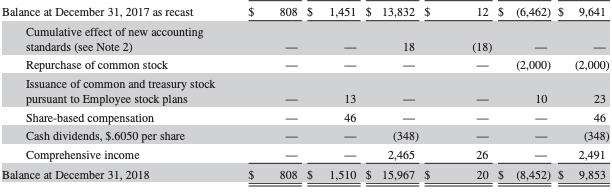 Balance at December 31, 2017 as recast $ 808 $ 1,451 $ 13,832 $ 12 $ (6,462) $ 9,641
Cumulative effect of new accounting
standards (see Note 2) — — 18 (18) — —
Repurchase of common stock — — — — (2,000) (2,000)
Issuance of common and treasury stock
pursuant to Employee stock plans — 13 — — 10 23
Share-based compensation — 46 — — — 46
Cash dividends, $.6050 per share — — (348) — — (348)
Comprehensive income — — 2,465 26 — 2,491
Balance at December 31, 2018 $ 808 $ 1,510 $ 15,967 $ 20 $ (8,452) $ 9,853